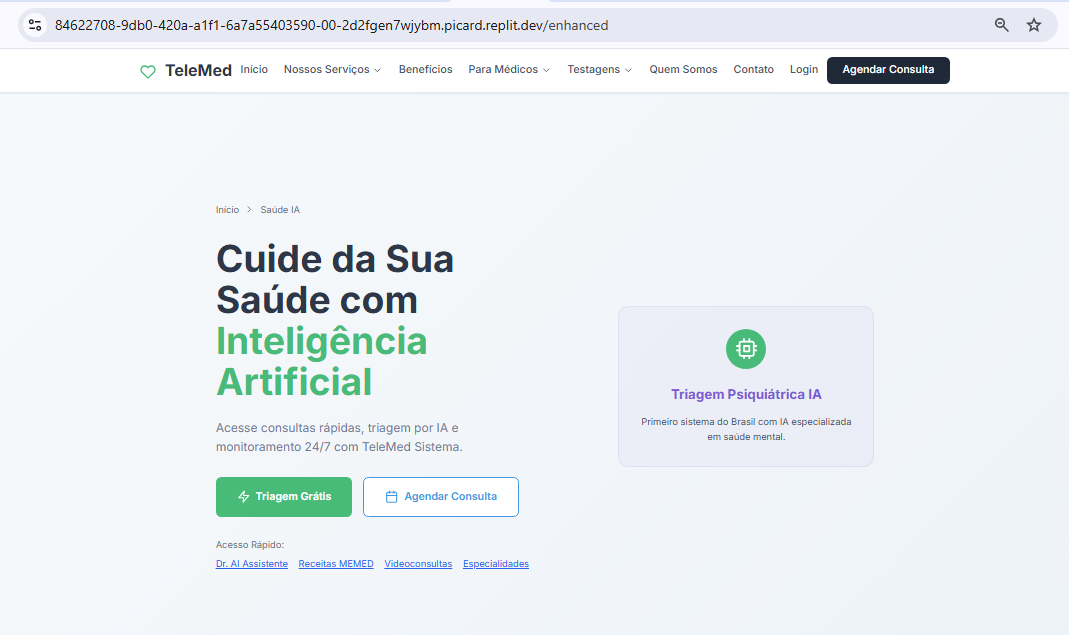 84622708-9db0-420a-a1f1-6a7a55403590-00-2d2fgen7wjybm.picard.replit.dev/enhanced
TeleMed Início Nossos Serviços Benefícios Para Médicos Testagens Quem Somos Contato Login Agendar Consulta
Início > Saúde IA
Cuide da Sua
Saúde com
Inteligência
Artificial
Acesse consultas rápidas, triagem por IA e
monitoramento 24/7 com TeleMed Sistema.
Triagem Grátis Agendar Consulta
Acesso Rápido:
Dr. AI Assistente Receitas MEMED Videoconsultas Especialidades
Triagem Psiquiátrica IA
Primeiro sistema do Brasil com IA especializada
em saúde mental.